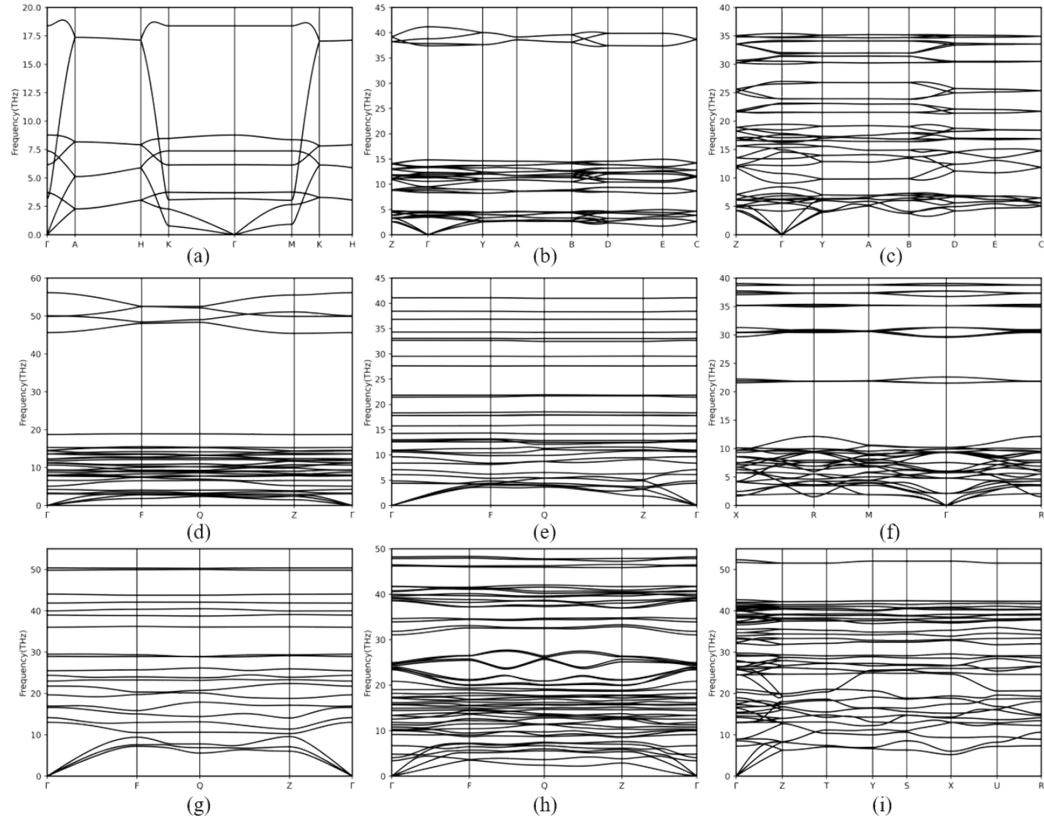 20.0
17.5
15.0
12.5
10.0
7.5
5.0
2.5
0.0
Frequency(THz)
Γ A H K Γ M K H
(a)
45
40
35
30
25
20
15
10
5
0
Frequency(THz)
Z Γ Y A B D E C
(b)
40
35
30
25
20
15
10
5
0
Frequency(THz)
Z Γ Y A B D E C
(c)
60
50
40
30
20
10
0
Frequency(THz)
Γ F Q Z Γ
(d)
45
40
35
30
25
20
15
10
5
0
Frequency(THz)
Γ F Q Z Γ
(e)
40
35
30
25
20
15
10
5
0
Frequency(THz)
X R M Γ R
(f)
50
40
30
20
10
0
Frequency(THz)
Γ F Q Z Γ
(g)
50
40
30
20
10
0
Frequency(THz)
Γ F Q Z Γ
(h)
50
40
30
20
10
0
Frequency(THz)
Γ Z T Y S X U R
(i)